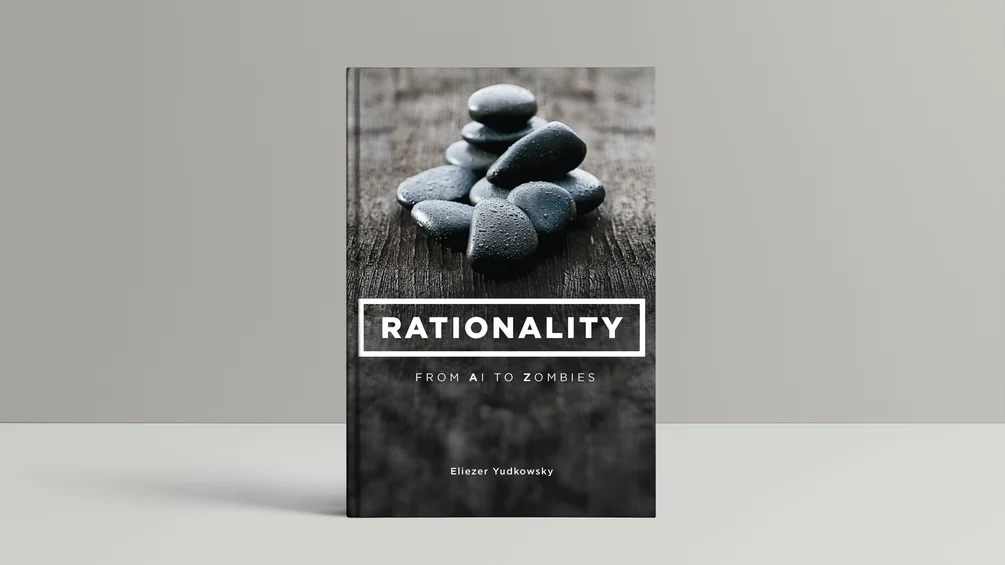 RATIONALITY
FROM AI TO ZOMBIES
Eliezer Yudkowsky